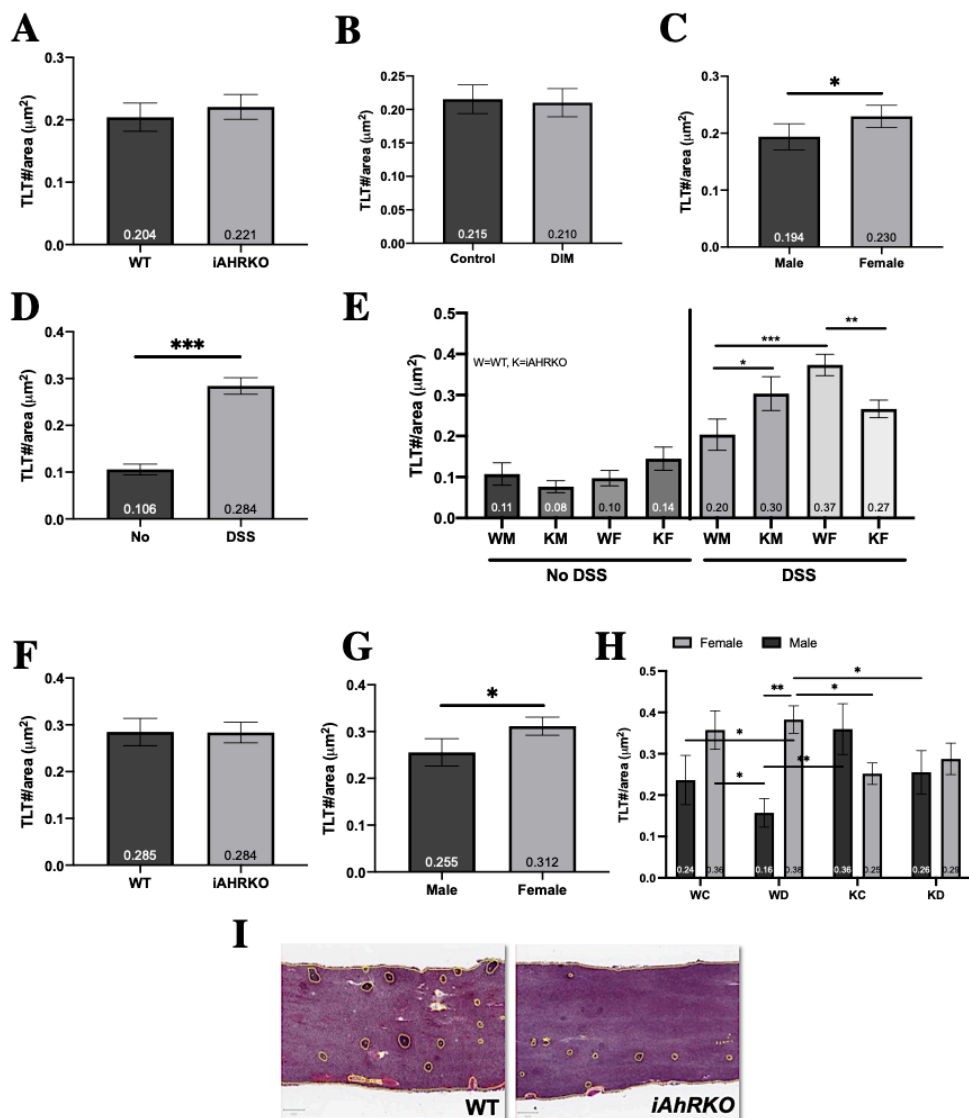 A
TLT#/area (μm²)
0.3
0.2
0.1
0.0
0.204
0.221
WT
iAHRKO
B
TLT#/area (μm²)
0.25
0.20
0.15
0.10
0.05
0.00
0.215
0.210
Control
DIM
C
TLT#/area (μm²)
0.3
0.2
0.1
0.0
*
0.194
0.230
Male
Female
D
TLT#/area (μm²)
0.4
0.3
0.2
0.1
0.0
***
0.106
0.284
No
DSS
E
TLT#/area (μm²)
0.5
0.4
0.3
0.2
0.1
0.0
W=WT, K=iAHRKO
***
**
*
0.11
0.08
0.10
0.14
0.20
0.30
0.37
0.27
WM
KM
WF
KF
WM
KM
WF
KF
No DSS
DSS
F
TLT#/area (μm²)
0.4
0.3
0.2
0.1
0.0
0.285
0.284
WT
iAHRKO
G
TLT#/area (μm²)
0.4
0.3
0.2
0.1
0.0
*
0.255
0.312
Male
Female
H
Female
Male
TLT#/area (μm²)
0.5
0.4
0.3
0.2
0.1
0.0
*
**
*
*
**
*
0.24
0.36
0.16
0.38
0.36
0.25
0.26
0.29
WC
WD
KC
KD
I
WT
iAhRKO